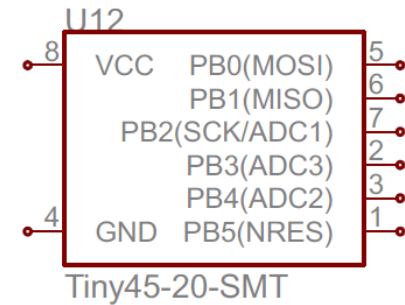 U12
8 VCC PB0(MOSI) 5
PB1(MISO) 6
PB2(SCK/ADC1) 7
PB3(ADC3) 2
PB4(ADC2) 3
4 GND PB5(NRES) 1
Tiny45-20-SMT